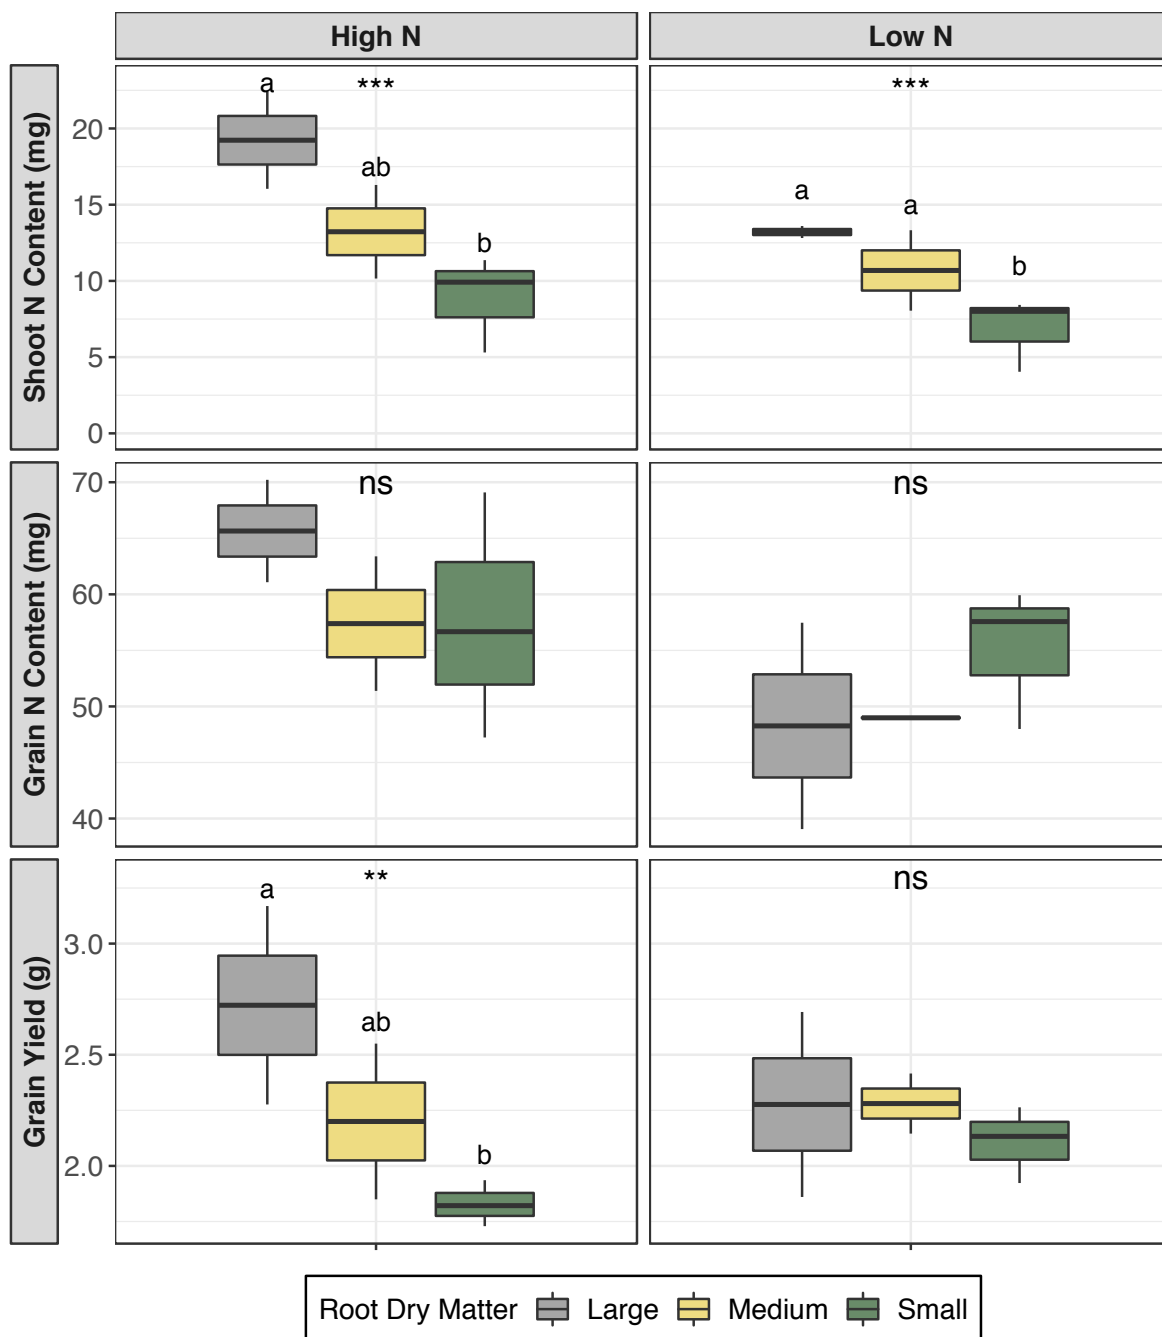 High N
Low N
Shoot N Content (mg)
20
15
10
5
0
a
***
ab
b
***
a
a
b
Grain N Content (mg)
70
60
50
40
ns
ns
Grain Yield (g)
3.0
2.5
2.0
a
**
ab
b
ns
Root Dry Matter Large Medium Small